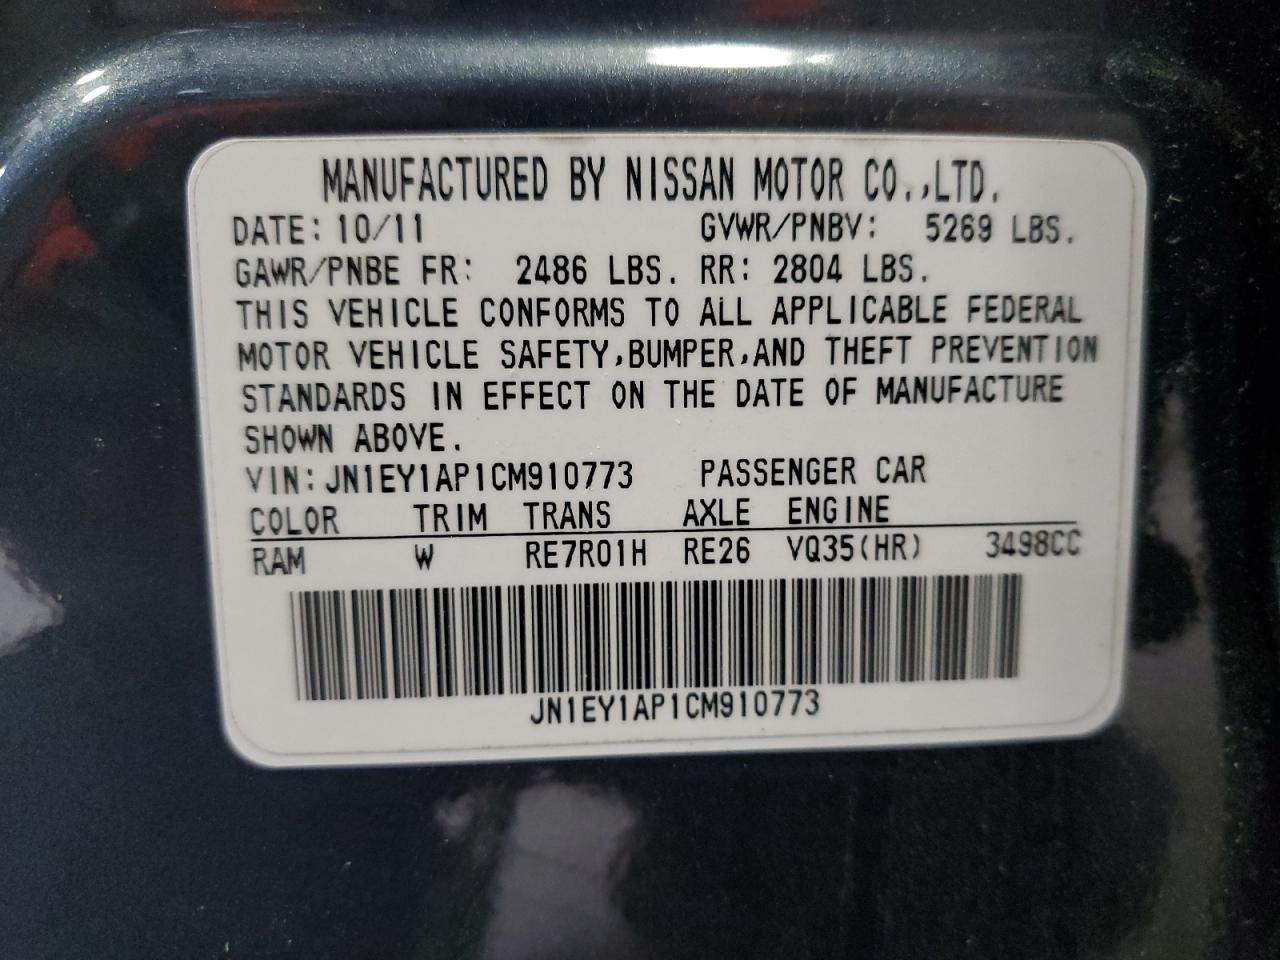 MANUFACTURED BY NISSAN MOTOR CO.,LTD.
DATE: 10/11 GVWR/PNBV: 5269 LBS.
GAWR/PNBE FR: 2486 LBS. RR: 2804 LBS.
THIS VEHICLE CONFORMS TO ALL APPLICABLE FEDERAL
MOTOR VEHICLE SAFETY,BUMPER,AND THEFT PREVENTION
STANDARDS IN EFFECT ON THE DATE OF MANUFACTURE
SHOWN ABOVE.
VIN: JN1EY1AP1CM910773 PASSENGER CAR
COLOR TRIM TRANS AXLE ENGINE
RAM W RE7R01H RE26 VQ35(HR) 3498CC
JN1EY1AP1CM910773